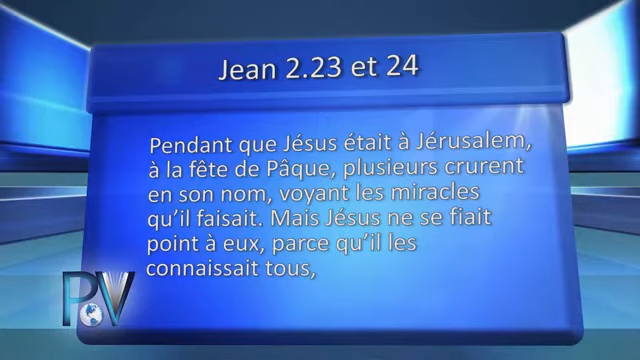 Jean 2.23 et 24
Pendant que Jésus était à Jérusalem,
à la fête de Pâque, plusieurs crurent
en son nom, voyant les miracles
qu'il faisait. Mais Jésus ne se fiait
point à eux, parce qu'il les
connaissait tous,
PV